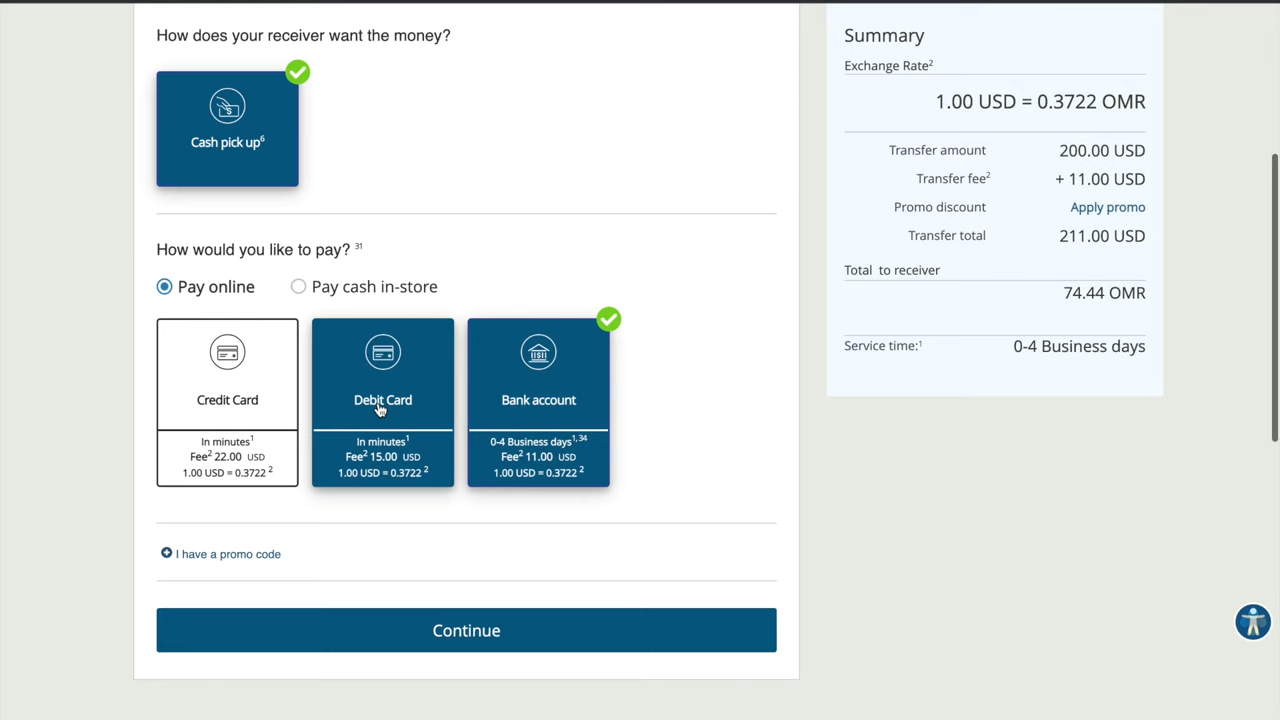 How does your receiver want the money?
Cash pick up6
How would you like to pay? 31
Pay online
Pay cash in-store
Credit Card
In minutes1
Fee2 22.00 USD
1.00 USD = 0.3722 2
Debit Card
In minutes1
Fee2 15.00 USD
1.00 USD = 0.3722 2
Bank account
0-4 Business days1,34
Fee2 11.00 USD
1.00 USD = 0.3722 2
I have a promo code
Continue
Summary
Exchange Rate2
1.00 USD = 0.3722 OMR
Transfer amount 200.00 USD
Transfer fee2 + 11.00 USD
Promo discount Apply promo
Transfer total 211.00 USD
Total to receiver
74.44 OMR
Service time:1 0-4 Business days